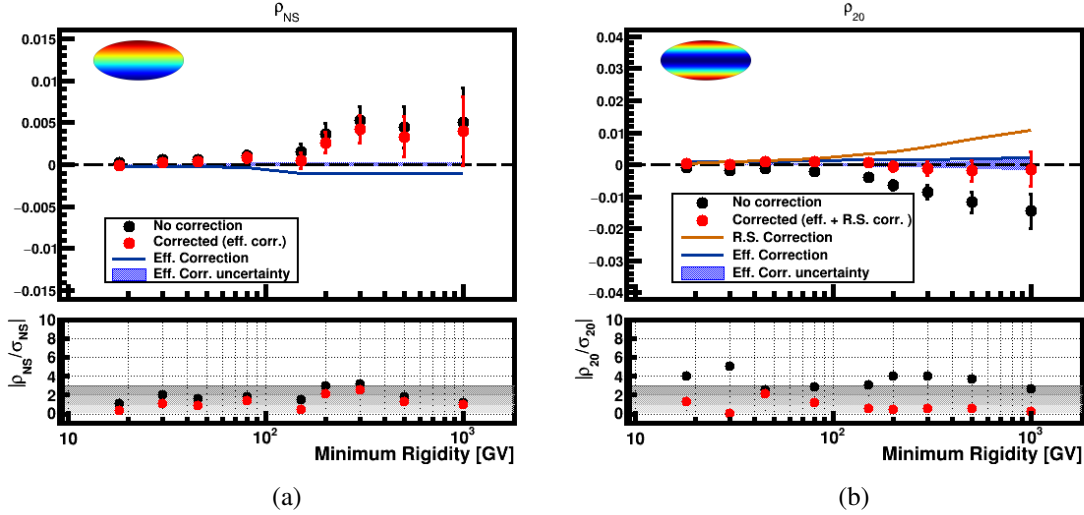 ρNS
0.015
0.01
0.005
0
−0.005
−0.01
−0.015
No correction
Corrected (eff. corr.)
Eff. Correction
Eff. Corr. uncertainty
|ρNS/σNS|
10
8
6
4
2
0
10 10² 10³
Minimum Rigidity [GV]
(a)
ρ20
0.04
0.03
0.02
0.01
0
−0.01
−0.02
−0.03
−0.04
No correction
Corrected (eff. + R.S. corr. )
R.S. Correction
Eff. Correction
Eff. Corr. uncertainty
|ρ20/σ20|
10
8
6
4
2
0
10 10² 10³
Minimum Rigidity [GV]
(b)